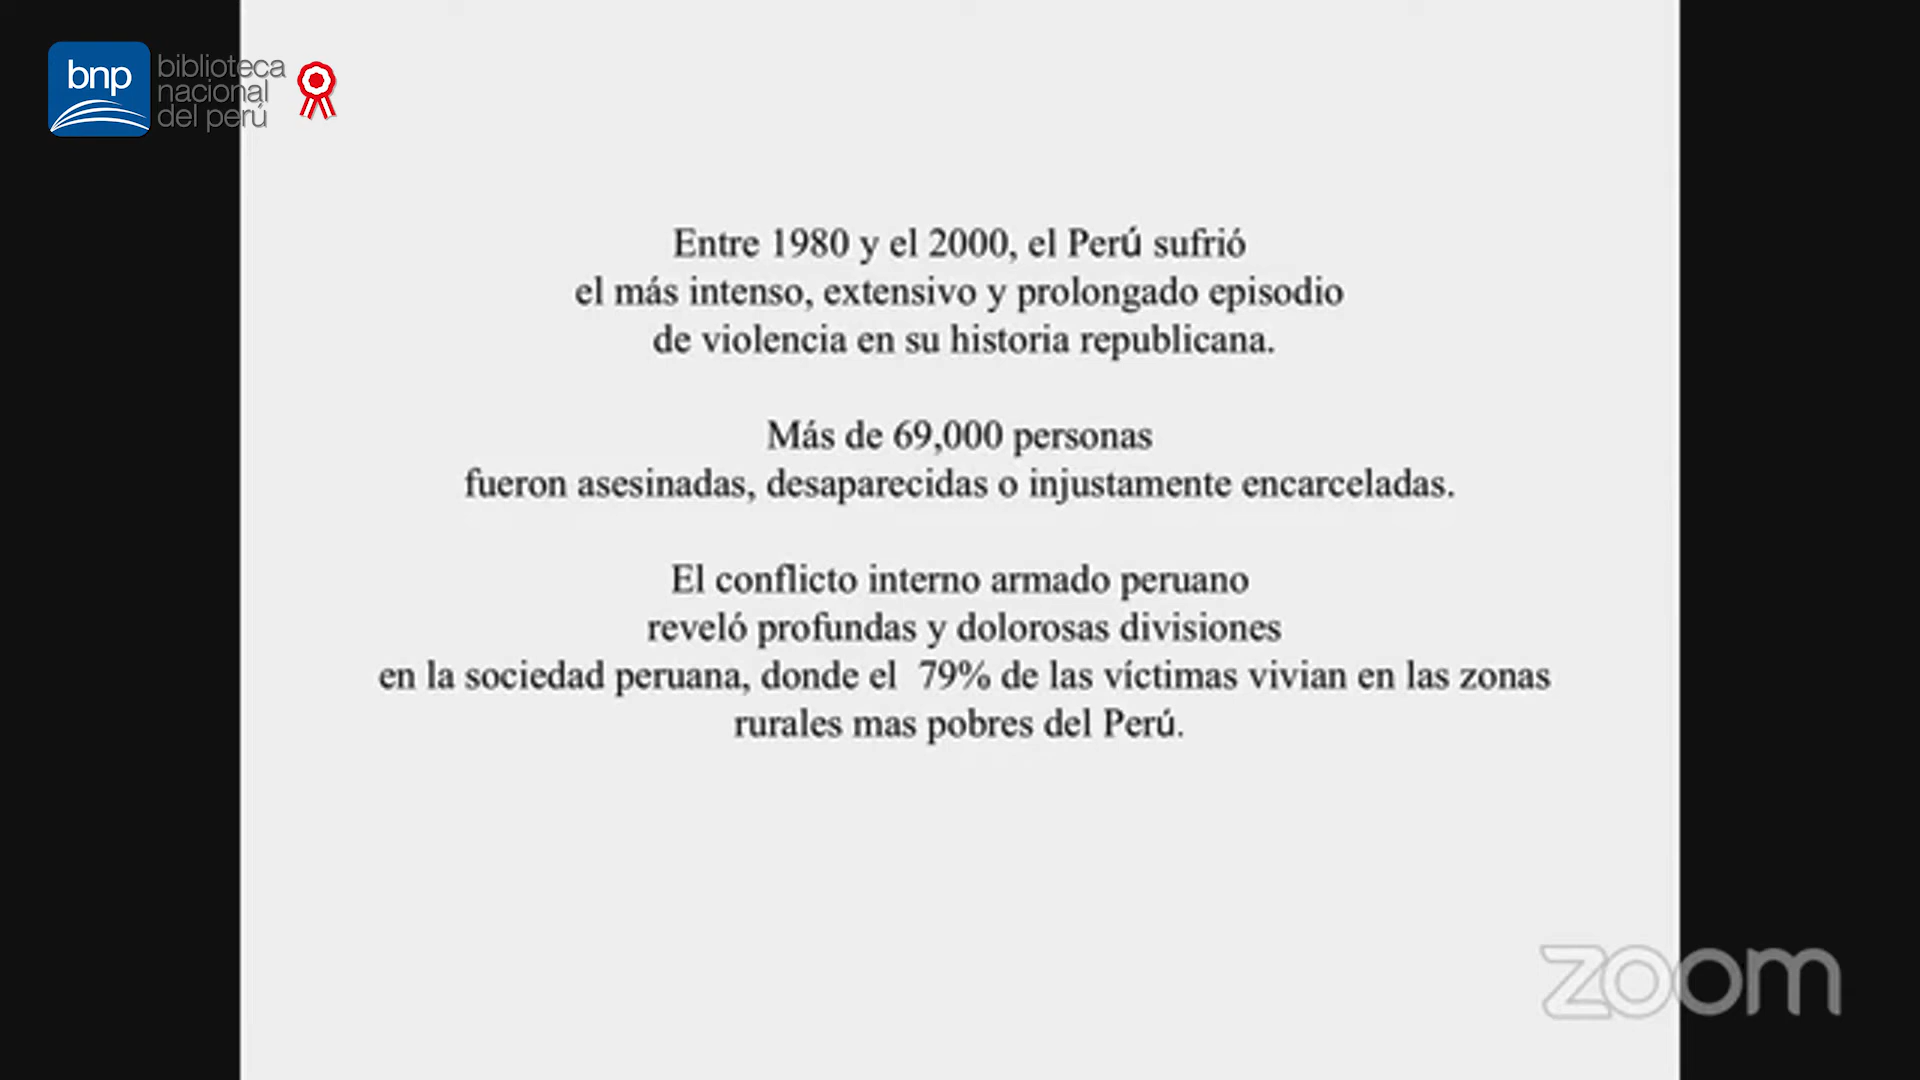 bnp
biblioteca
nacional
del perú
Entre 1980 y el 2000, el Perú sufrió
el más intenso, extensivo y prolongado episodio
de violencia en su historia republicana.
Más de 69,000 personas
fueron asesinadas, desaparecidas o injustamente encarceladas.
El conflicto interno armado peruano
reveló profundas y dolorosas divisiones
en la sociedad peruana, donde el 79% de las víctimas vivian en las zonas
rurales mas pobres del Perú.
zoom